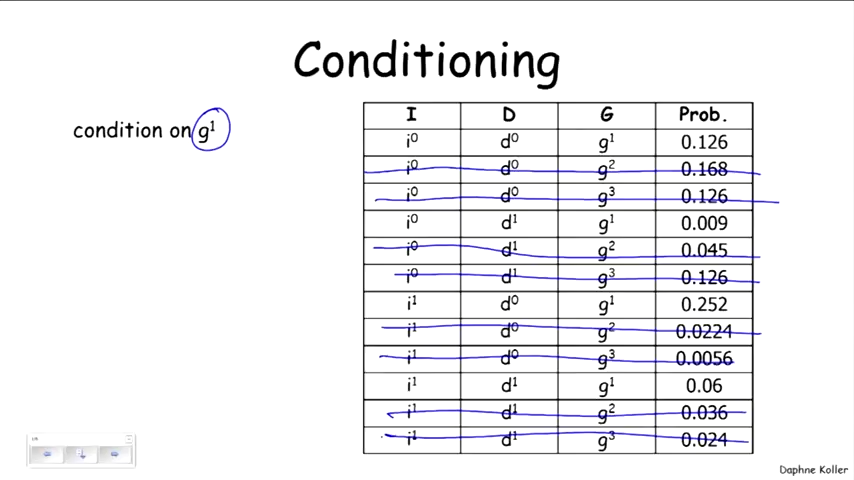 Conditioning
condition on g¹
I D G Prob.
i⁰ d⁰ g¹ 0.126
i⁰ d⁰ g² 0.168
i⁰ d⁰ g³ 0.126
i⁰ d¹ g¹ 0.009
i⁰ d¹ g² 0.045
i⁰ d¹ g³ 0.126
i¹ d⁰ g¹ 0.252
i¹ d⁰ g² 0.0224
i¹ d⁰ g³ 0.0056
i¹ d¹ g¹ 0.06
i¹ d¹ g² 0.036
i¹ d¹ g³ 0.024
Daphne Koller